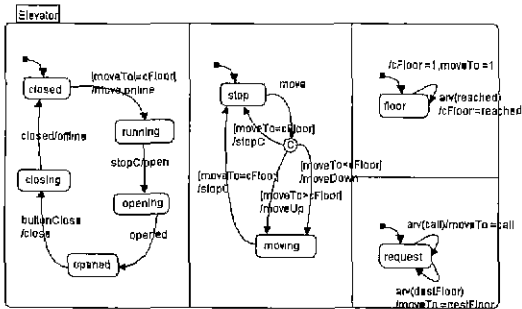 Elevator
closed
[moveTo!=cFloor]
/move,online
running
stopC/open
opening
opened
opened
buttonClose
/close
closing
closed/offline
stop
move
[moveTo=cFloor]
/stopC
C
[moveTo<cFloor]
/moveDown
[moveTo>cFloor]
/moveUp
[moveTo=cFloor]
/stopC
moving
/cFloor=1,moveTo=1
floor
arv(reached)
/cFloor=reached
arv(call)/moveTo=call
request
arv(destFloor)
/moveTo=destFloor